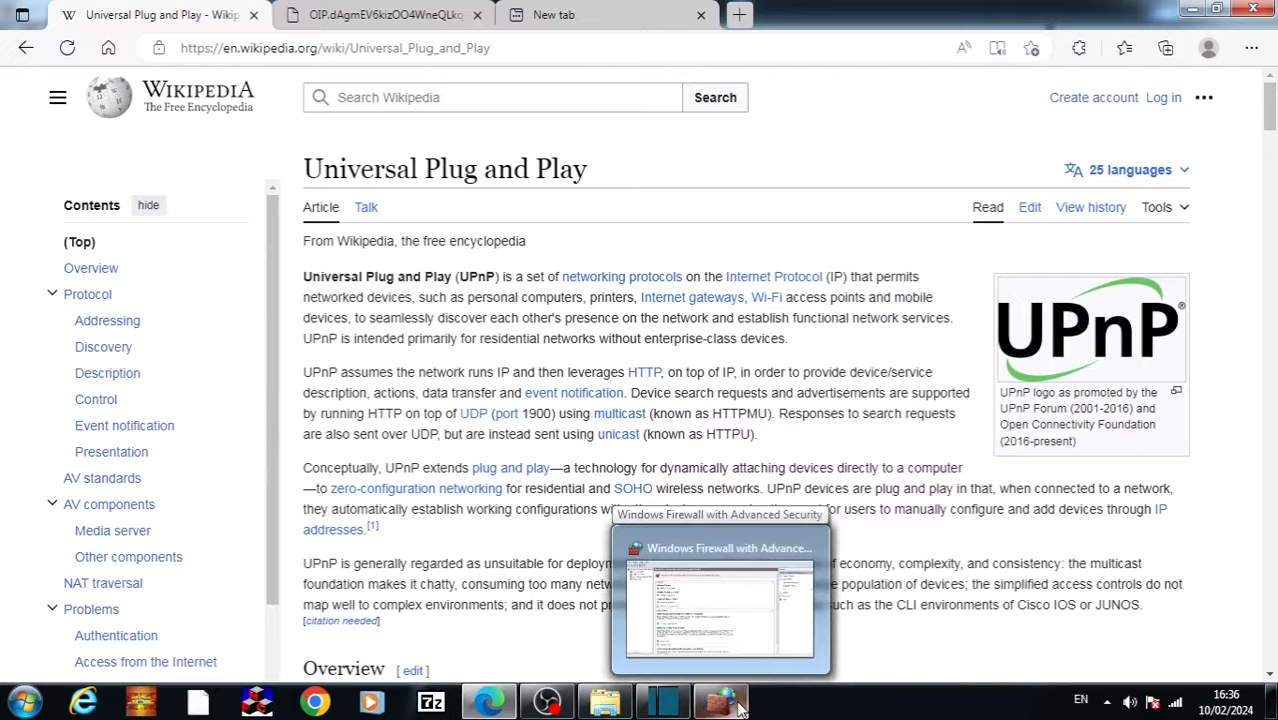 Universal Plug and Play - Wikip
OIP.dAgmEV6kizOO4WneQLkq
New tab
https://en.wikipedia.org/wiki/Universal_Plug_and_Play
WIKIPEDIA
The Free Encyclopedia
Search Wikipedia
Search
Create account Log in
Universal Plug and Play
25 languages
Contents hide
Article Talk
Read Edit View history Tools
(Top)
Overview
Protocol
Addressing
Discovery
Description
Control
Event notification
Presentation
AV standards
AV components
Media server
Other components
NAT traversal
Problems
Authentication
Access from the Internet
From Wikipedia, the free encyclopedia
Universal Plug and Play (UPnP) is a set of networking protocols on the Internet Protocol (IP) that permits
networked devices, such as personal computers, printers, Internet gateways, Wi-Fi access points and mobile
devices, to seamlessly discover each other's presence on the network and establish functional network services.
UPnP is intended primarily for residential networks without enterprise-class devices.
UPnP assumes the network runs IP and then leverages HTTP, on top of IP, in order to provide device/service
description, actions, data transfer and event notification. Device search requests and advertisements are supported
by running HTTP on top of UDP (port 1900) using multicast (known as HTTPMU). Responses to search requests
are also sent over UDP, but are instead sent using unicast (known as HTTPU).
UPnP®
UPnP logo as promoted by the
UPnP Forum (2001-2016) and
Open Connectivity Foundation
(2016-present)
Conceptually, UPnP extends plug and play—a technology for dynamically attaching devices directly to a computer
—to zero-configuration networking for residential and SOHO wireless networks. UPnP devices are plug and play in that, when connected to a network,
they automatically establish working configurations for users to manually configure and add devices through IP
addresses.[1]
UPnP is generally regarded as unsuitable for deploym of economy, complexity, and consistency: the multicast
foundation makes it chatty, consuming too many population of devices; the simplified access controls do not
map well to complex environments; and it does not such as the CLI environments of Cisco IOS or JUNOS.
[citation needed]
Overview [ edit ]
Windows Firewall with Advanced Security
Windows Firewall with Advance...
7z
EN
16:36
10/02/2024